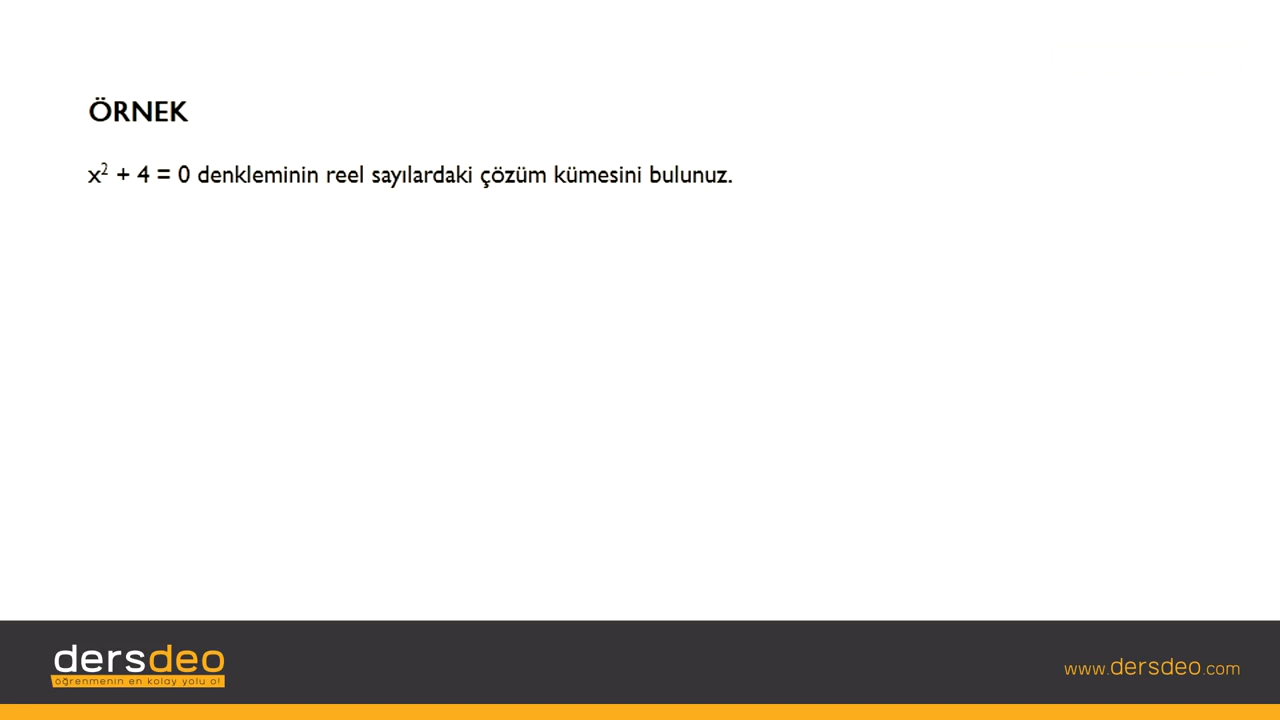 ÖRNEK
x² + 4 = 0 denkleminin reel sayılardaki çözüm kümesini bulunuz.
dersdeo
öğrenmenin en kolay yolu o!
www.dersdeo.com